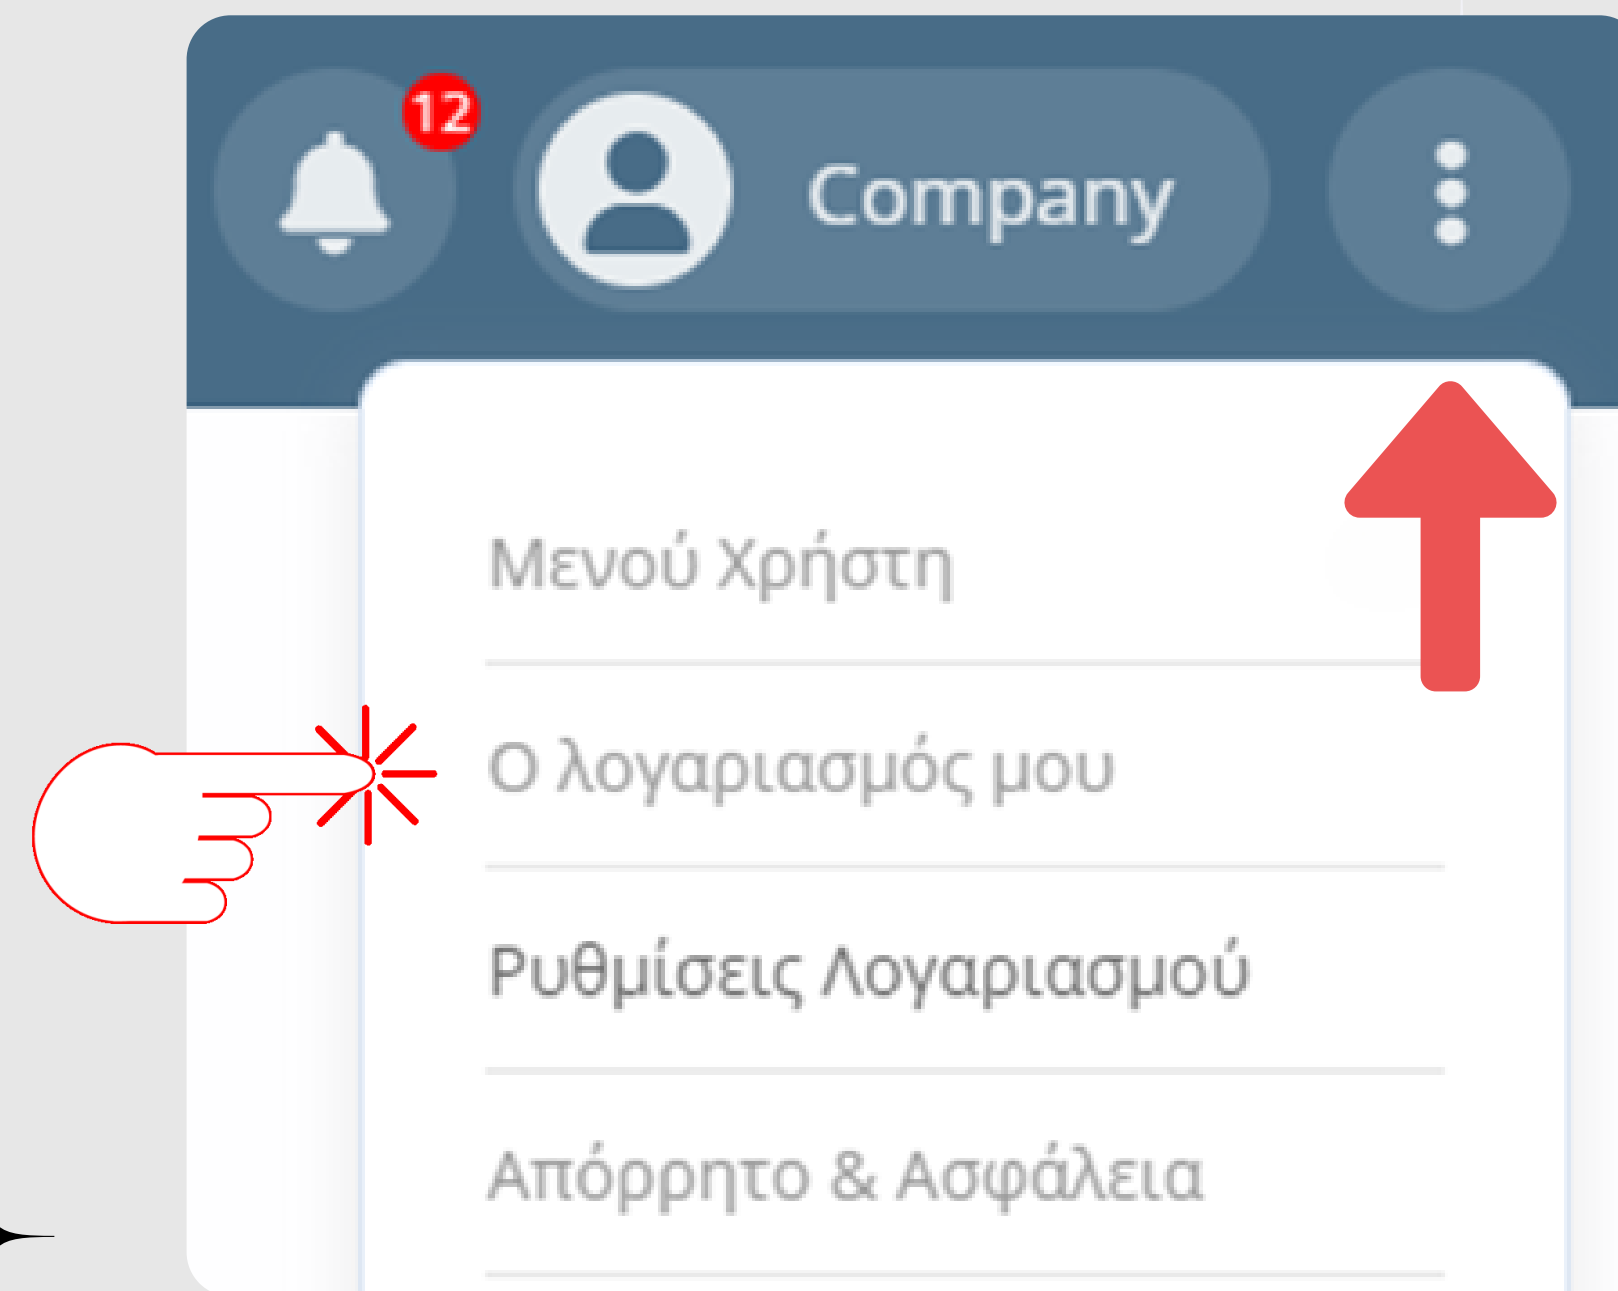 12
Company
Μενού Χρήστη
Ο λογαριασμός μου
Ρυθμίσεις Λογαριασμού
Απόρρητο & Ασφάλεια